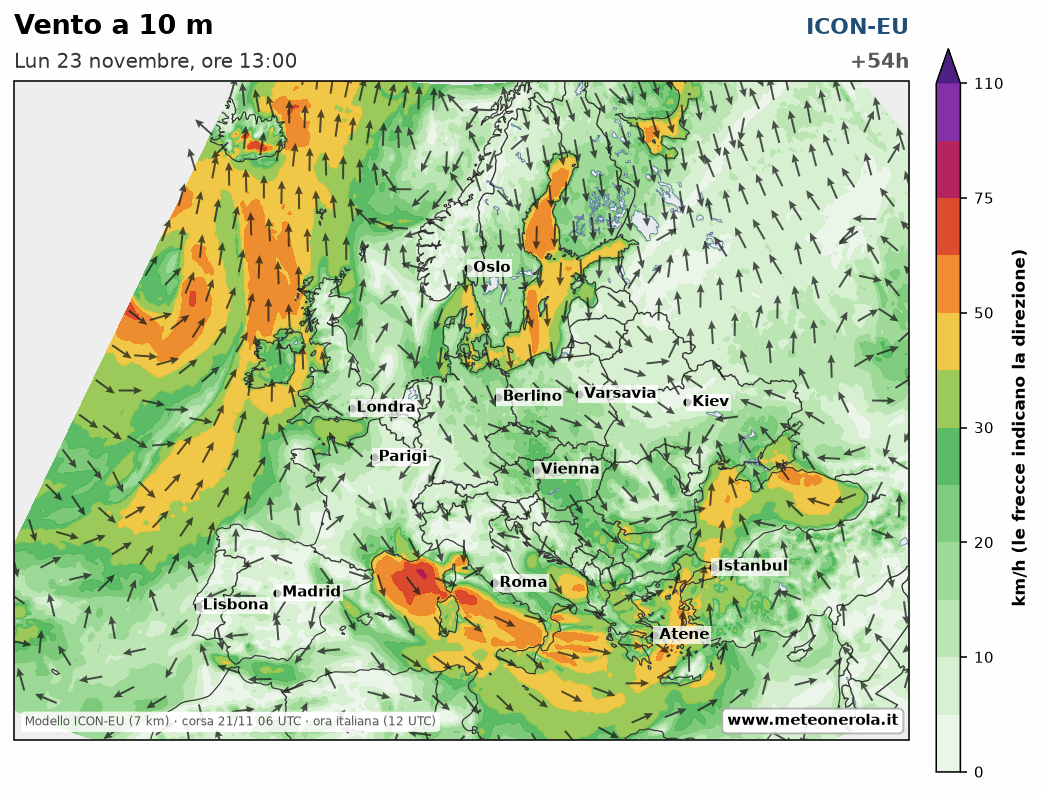 Vento a 10 m
ICON-EU
Lun 23 novembre, ore 13:00
+54h
110
75
50
30
20
10
0
km/h (le frecce indicano la direzione)
Oslo
Berlino
Varsavia
Kiev
Londra
Parigi
Vienna
Istanbul
Roma
Madrid
Lisbona
Atene
Modello ICON-EU (7 km) · corsa 21/11 06 UTC · ora italiana (12 UTC)
www.meteonerola.it